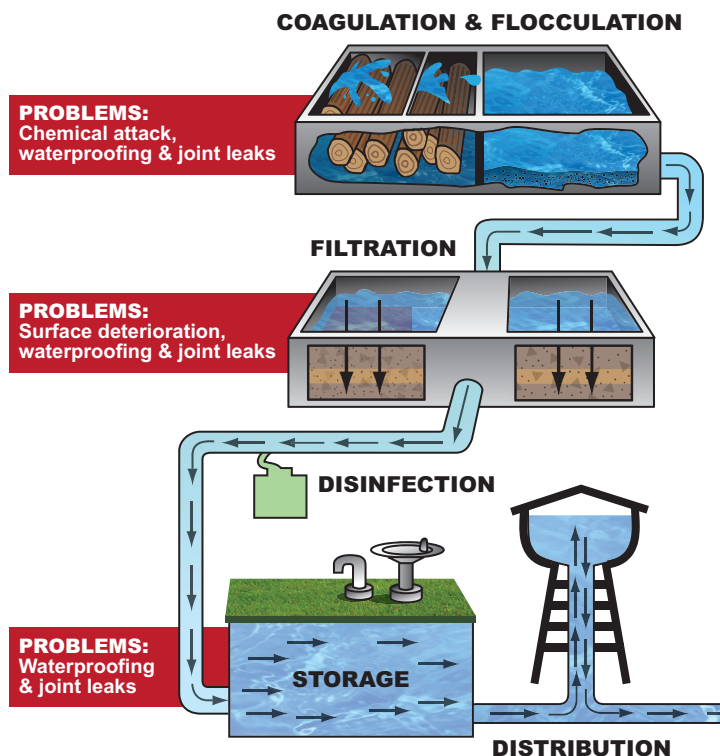 COAGULATION & FLOCCULATION
PROBLEMS:
Chemical attack,
waterproofing & joint leaks
FILTRATION
PROBLEMS:
Surface deterioration,
waterproofing & joint leaks
DISINFECTION
PROBLEMS:
Waterproofing
& joint leaks
STORAGE
DISTRIBUTION